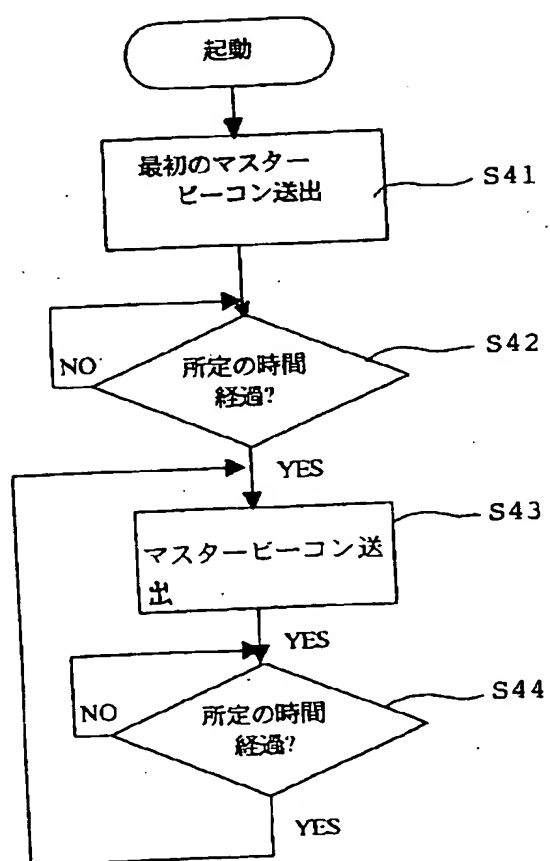 起動
最初のマスター
ビーコン送出
S41
所定の時間
経過?
S42
NO
YES
マスタービーコン送
出
S43
YES
所定の時間
経過?
S44
NO
YES